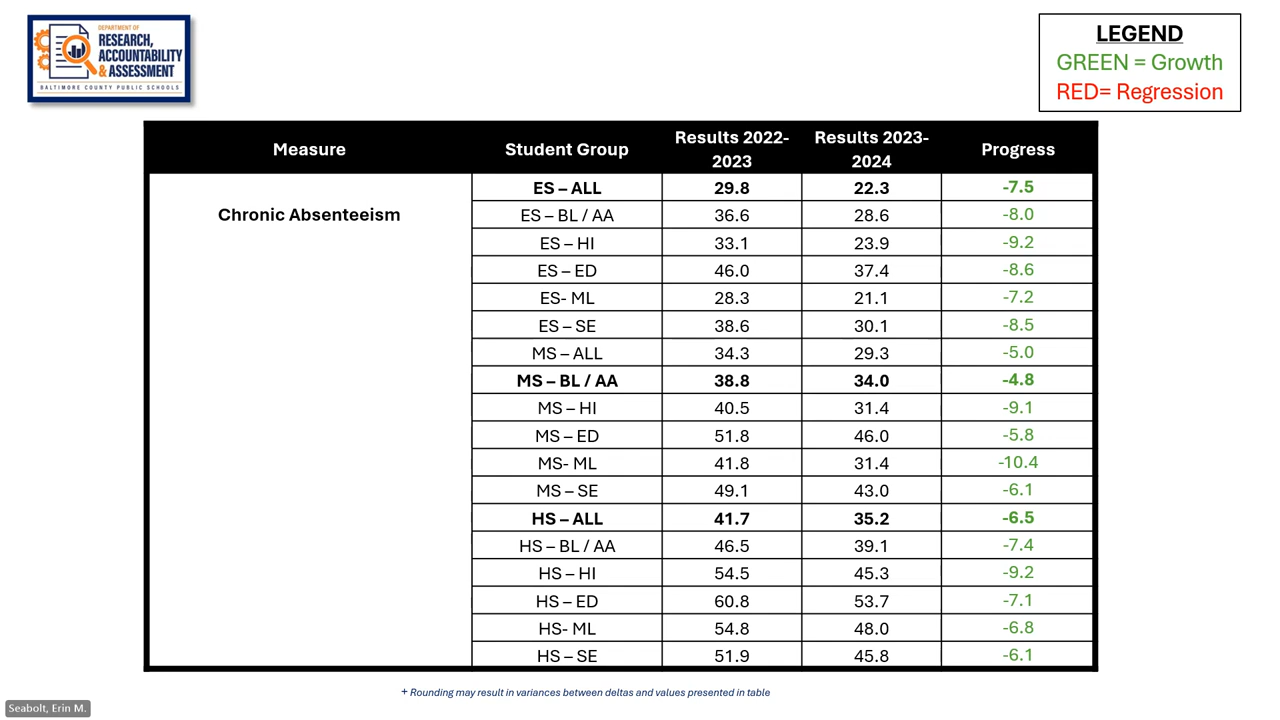 DEPARTMENT OF
RESEARCH,
ACCOUNTABILITY
& ASSESSMENT
BALTIMORE COUNTY PUBLIC SCHOOLS
LEGEND
GREEN = Growth
RED= Regression
Measure Student Group Results 2022-2023 Results 2023-2024 Progress
ES – ALL 29.8 22.3 -7.5
Chronic Absenteeism ES – BL / AA 36.6 28.6 -8.0
ES – HI 33.1 23.9 -9.2
ES – ED 46.0 37.4 -8.6
ES- ML 28.3 21.1 -7.2
ES – SE 38.6 30.1 -8.5
MS – ALL 34.3 29.3 -5.0
MS – BL / AA 38.8 34.0 -4.8
MS – HI 40.5 31.4 -9.1
MS – ED 51.8 46.0 -5.8
MS- ML 41.8 31.4 -10.4
MS – SE 49.1 43.0 -6.1
HS – ALL 41.7 35.2 -6.5
HS – BL / AA 46.5 39.1 -7.4
HS – HI 54.5 45.3 -9.2
HS – ED 60.8 53.7 -7.1
HS- ML 54.8 48.0 -6.8
HS – SE 51.9 45.8 -6.1
+ Rounding may result in variances between deltas and values presented in table
Seabolt, Erin M.